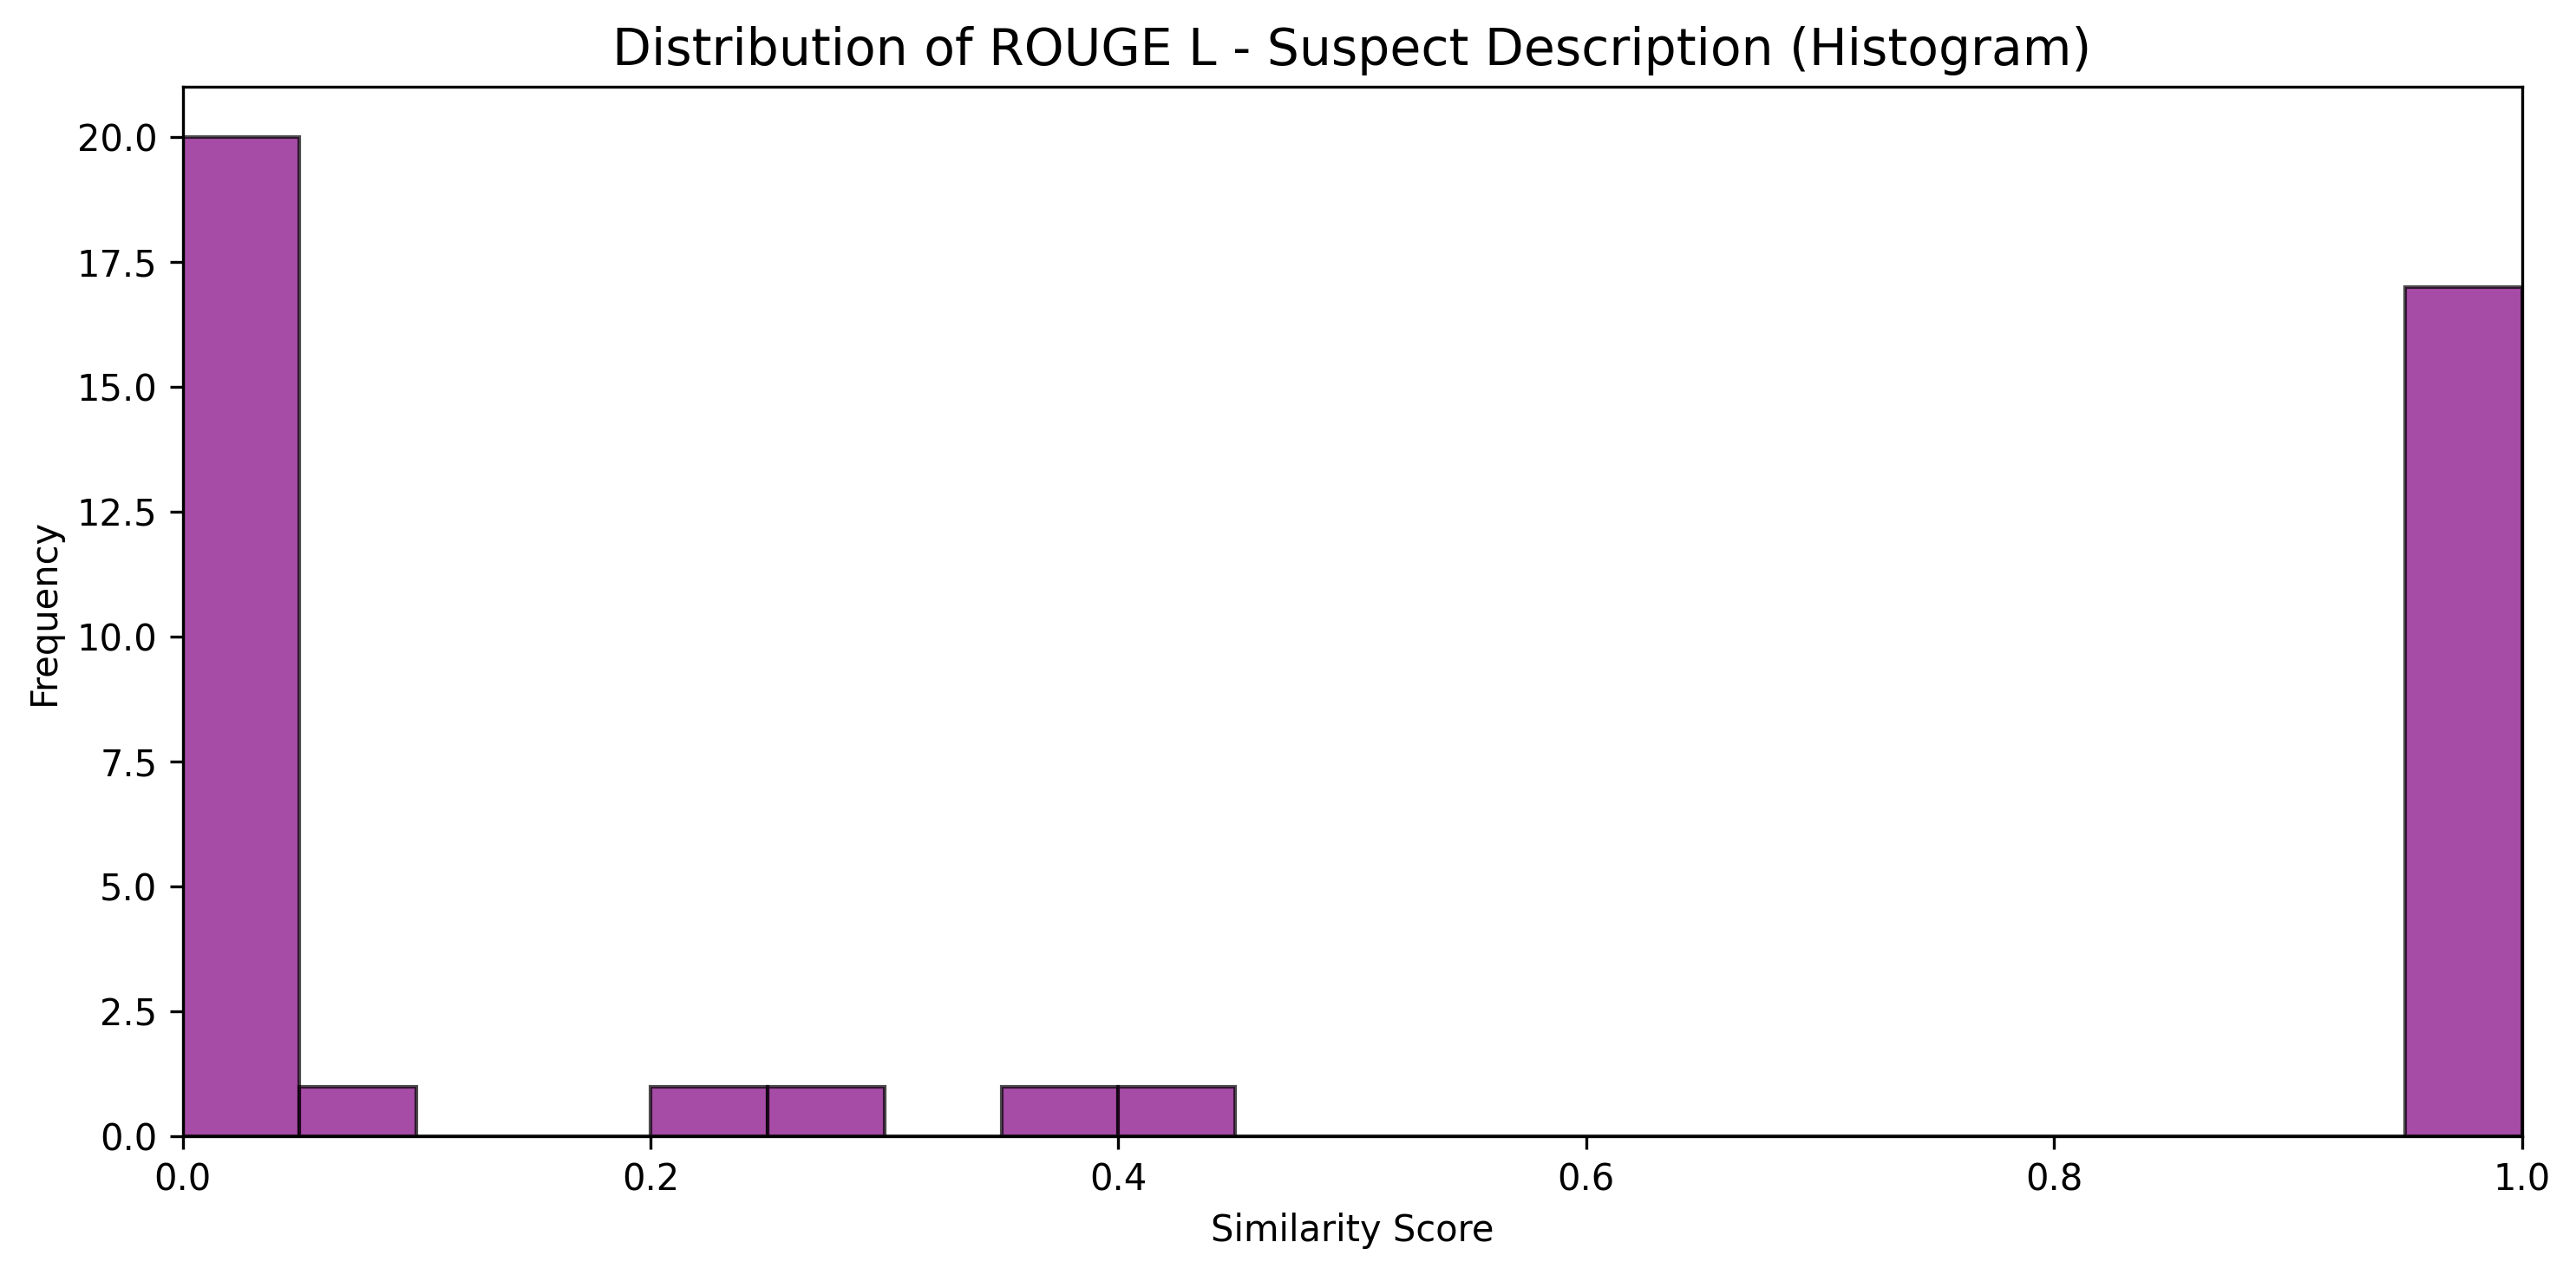 Distribution of ROUGE L - Suspect Description (Histogram)
20.0
17.5
15.0
12.5
10.0
7.5
5.0
2.5
0.0
Frequency
0.0 0.2 0.4 0.6 0.8 1.0
Similarity Score